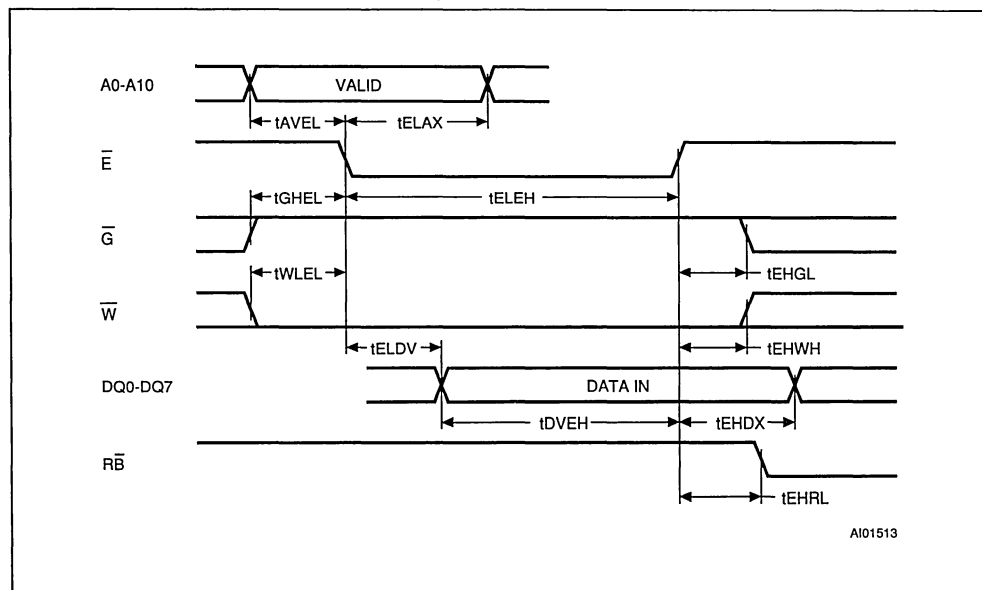 A0-A10
VALID
tAVEL
tELAX
E̅
tGHEL
tELEH
G̅
tWLEL
tEHGL
W̅
tELDV
tEHWH
DQ0-DQ7
DATA IN
tDVEH
tEHDX
RB̅
tEHRL
AI01513